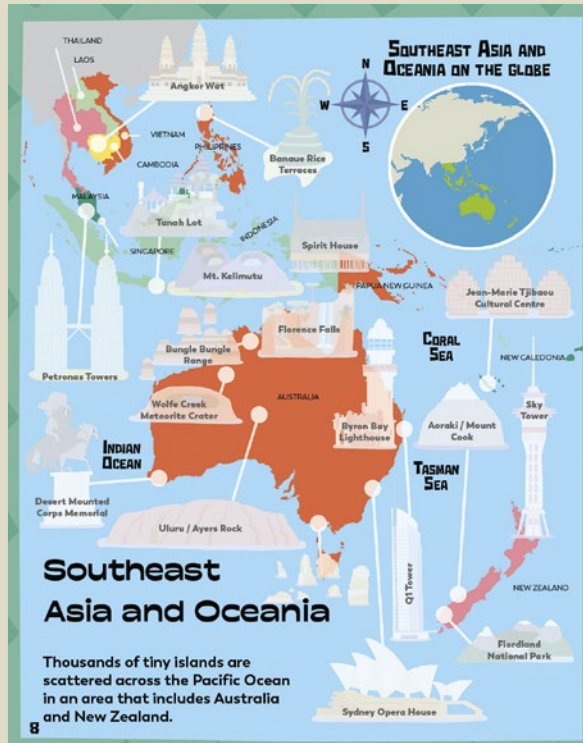 THAILAND
LAOS
Angkor Wat
SOUTHEAST ASIA AND
OCEANIA ON THE GLOBE
N
W
E
S
VIETNAM
PHILIPPINES
CAMBODIA
Banaue Rice
Terraces
MALAYSIA
Tanah Lot
INDONESIA
SINGAPORE
Spirit House
Mt. Kelimutu
PAPUA NEW GUINEA
Jean-Marie Tjibaou
Cultural Centre
Florence Falls
Bungle Bungle
Range
CORAL
SEA
NEW CALEDONIA
Petronas Towers
Wolfe Creek
Meteorite Crater
AUSTRALIA
Byron Bay
Lighthouse
Aoraki / Mount
Cook
Sky
Tower
INDIAN
OCEAN
TASMAN
SEA
Desert Mounted
Corps Memorial
Uluru / Ayers Rock
Q1 Tower
NEW ZEALAND
Fiordland
National Park
Sydney Opera House
Southeast
Asia and Oceania
Thousands of tiny islands are
scattered across the Pacific Ocean
in an area that includes Australia
and New Zealand.
8